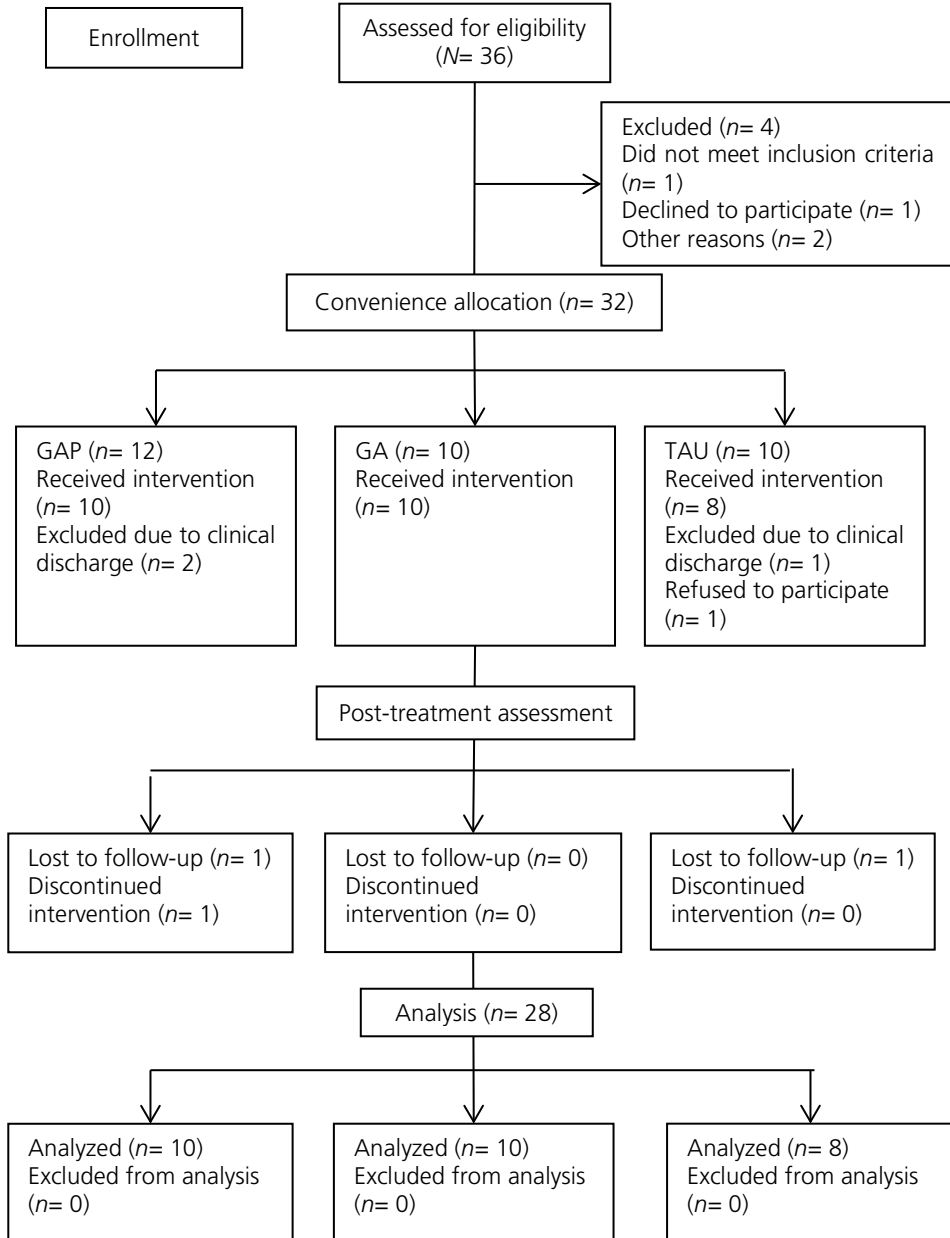 Enrollment
Assessed for eligibility
(N= 36)
Excluded (n= 4)
Did not meet inclusion criteria
(n= 1)
Declined to participate (n= 1)
Other reasons (n= 2)
Convenience allocation (n= 32)
GAP (n= 12)
Received intervention
(n= 10)
Excluded due to clinical
discharge (n= 2)
GA (n= 10)
Received intervention
(n= 10)
TAU (n= 10)
Received intervention
(n= 8)
Excluded due to clinical
discharge (n= 1)
Refused to participate
(n= 1)
Post-treatment assessment
Lost to follow-up (n= 1)
Discontinued
intervention (n= 1)
Lost to follow-up (n= 0)
Discontinued
intervention (n= 0)
Lost to follow-up (n= 1)
Discontinued
intervention (n= 0)
Analysis (n= 28)
Analyzed (n= 10)
Excluded from analysis
(n= 0)
Analyzed (n= 10)
Excluded from analysis
(n= 0)
Analyzed (n= 8)
Excluded from analysis
(n= 0)